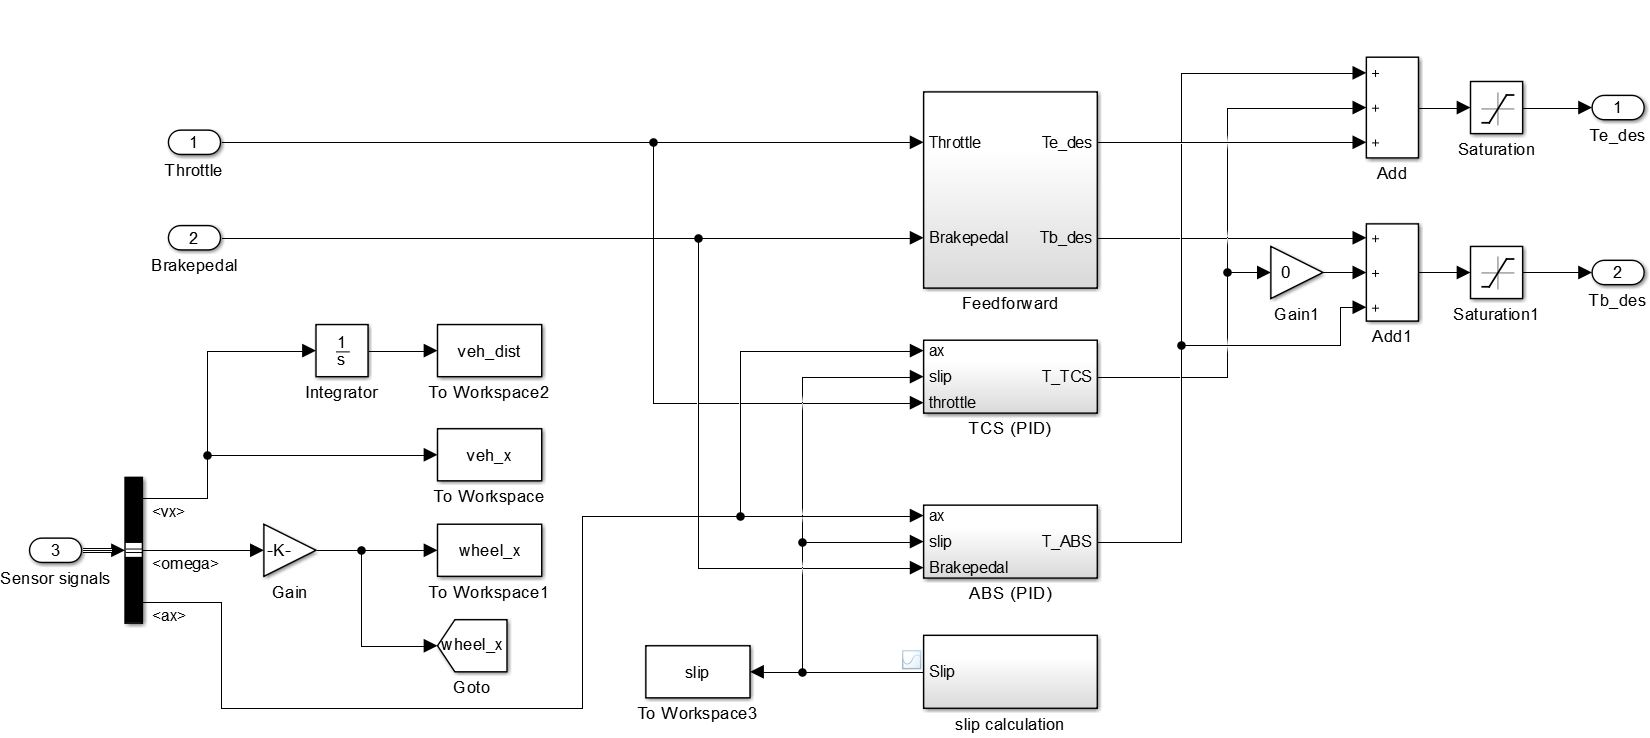 1
Throttle
2
Brakepedal
Throttle
Te_des
Brakepedal
Tb_des
Feedforward
+
+
+
Add
Saturation
1
Te_des
0
Gain1
+
+
+
Add1
Saturation1
2
Tb_des
1
s
Integrator
veh_dist
To Workspace2
veh_x
To Workspace
ax
slip
T_TCS
throttle
TCS (PID)
3
Sensor signals
<vx>
<omega>
<ax>
-K-
Gain
wheel_x
To Workspace1
wheel_x
Goto
ax
slip
T_ABS
Brakepedal
ABS (PID)
slip
To Workspace3
Slip
slip calculation